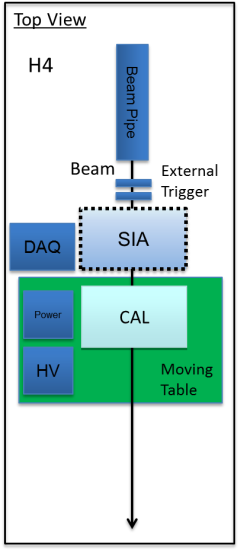 Top View
H4
Beam Pipe
Beam
External
Trigger
SIA
DAQ
Power
CAL
HV
Moving
Table